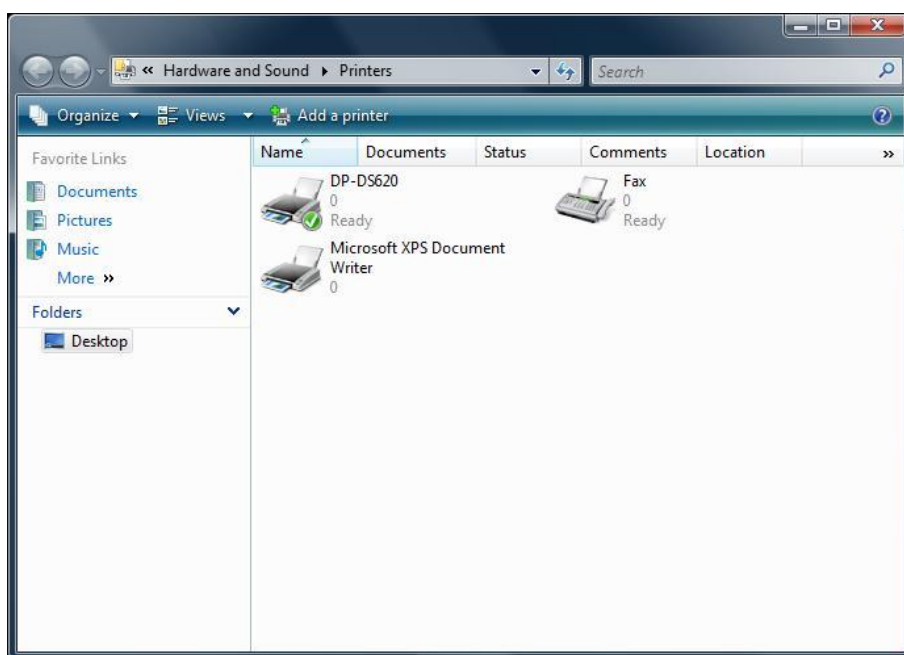 « Hardware and Sound ▸ Printers Search
Organize Views Add a printer
Favorite Links
Documents
Pictures
Music
More »
Folders
Desktop
Name Documents Status Comments Location »
DP-DS620
0
Ready
Fax
0
Ready
Microsoft XPS Document
Writer
0